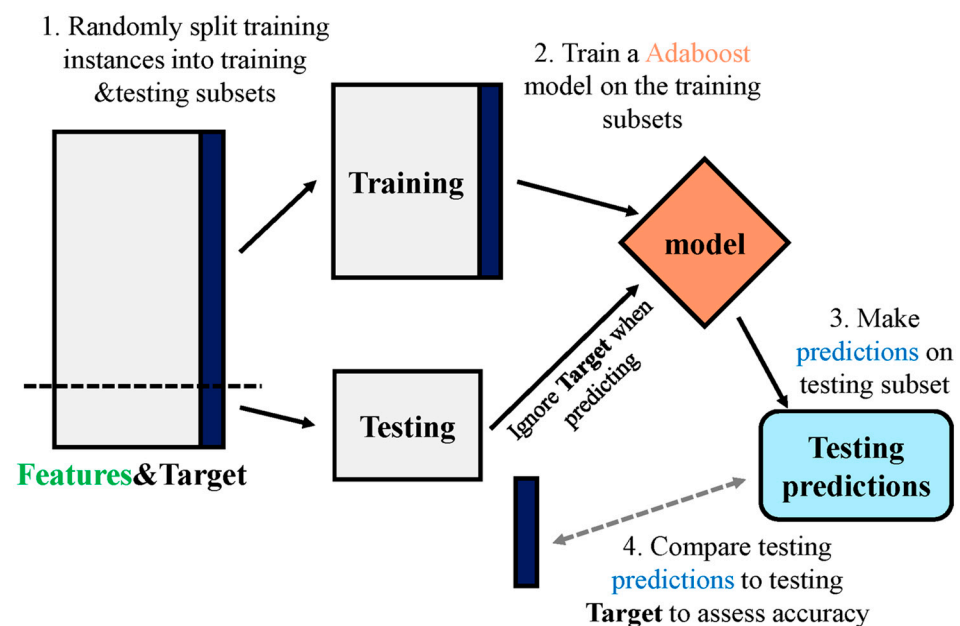 1. Randomly split training
instances into training
&testing subsets
2. Train a Adaboost
model on the training
subsets
Training
model
Ignore Target when
predicting
3. Make
predictions on
testing subset
Testing
Features&Target
Testing
predictions
4. Compare testing
predictions to testing
Target to assess accuracy